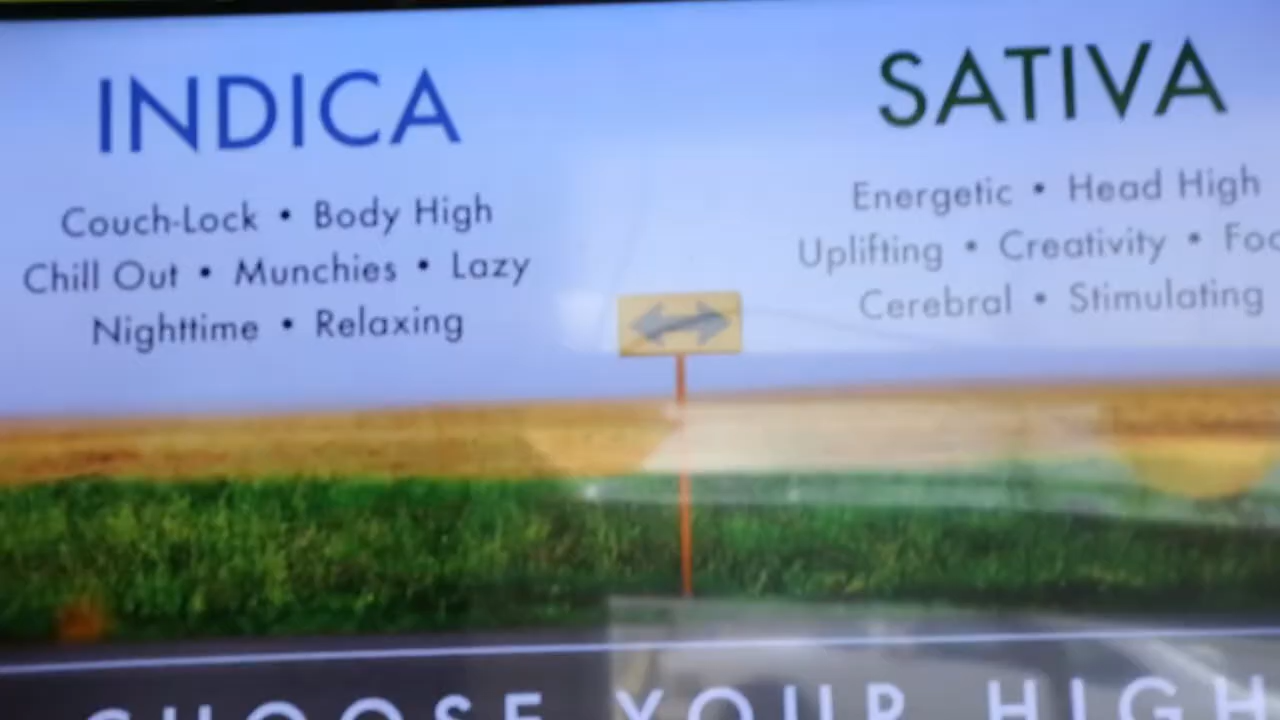 INDICA
Couch-Lock • Body High
Chill Out • Munchies • Lazy
Nighttime • Relaxing
SATIVA
Energetic • Head High
Uplifting • Creativity •
Cerebral • Stimulating
CHOOSE YOUR HIGH